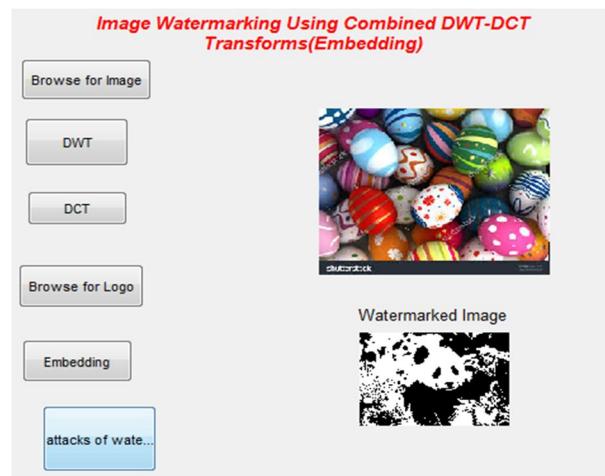 Image Watermarking Using Combined DWT-DCT
Transforms(Embedding)
Browse for Image
DWT
DCT
Browse for Logo
Embedding
attacks of wate...
shutterstock
Watermarked Image